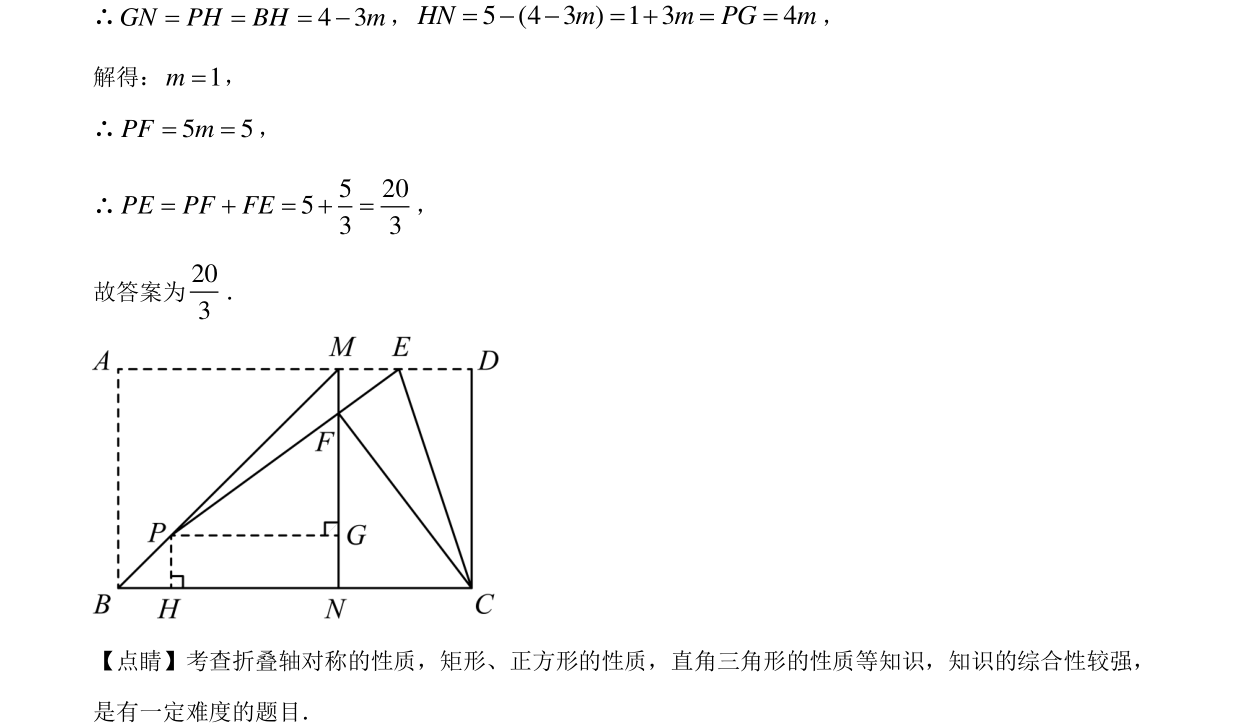 ∴GN=PH=BH=4−3m，HN=5−(4−3m)=1+3m=PG=4m，
解得：m=1，
∴PF=5m=5，
∴PE=PF+FE=5+5/3=20/3，
故答案为20/3．
A M E D
F
P G
B H N C
【点睛】考查折叠轴对称的性质，矩形、正方形的性质，直角三角形的性质等知识，知识的综合性较强，
是有一定难度的题目．